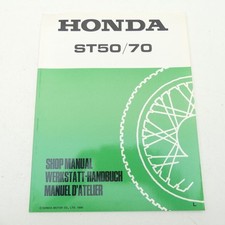 HONDA
ST50/70
SHOP MANUAL
WERKSTATT-HANDBUCH
MANUEL D'ATELIER
L